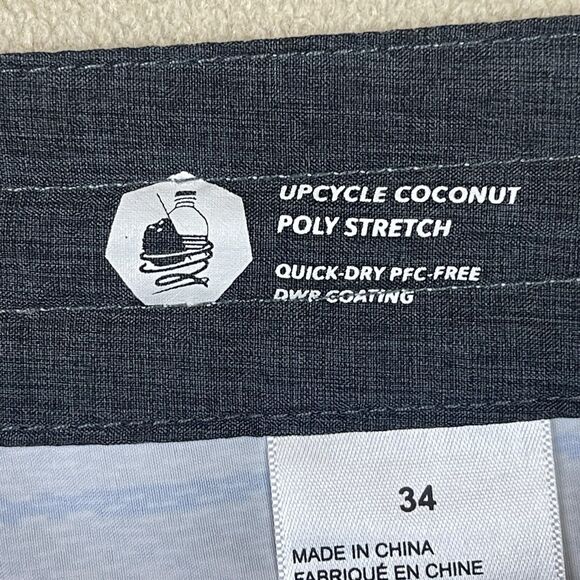 UPCYCLE COCONUT
POLY STRETCH
QUICK-DRY PFC-FREE
DWR COATING
34
MADE IN CHINA
FABRIQUÉ EN CHINE